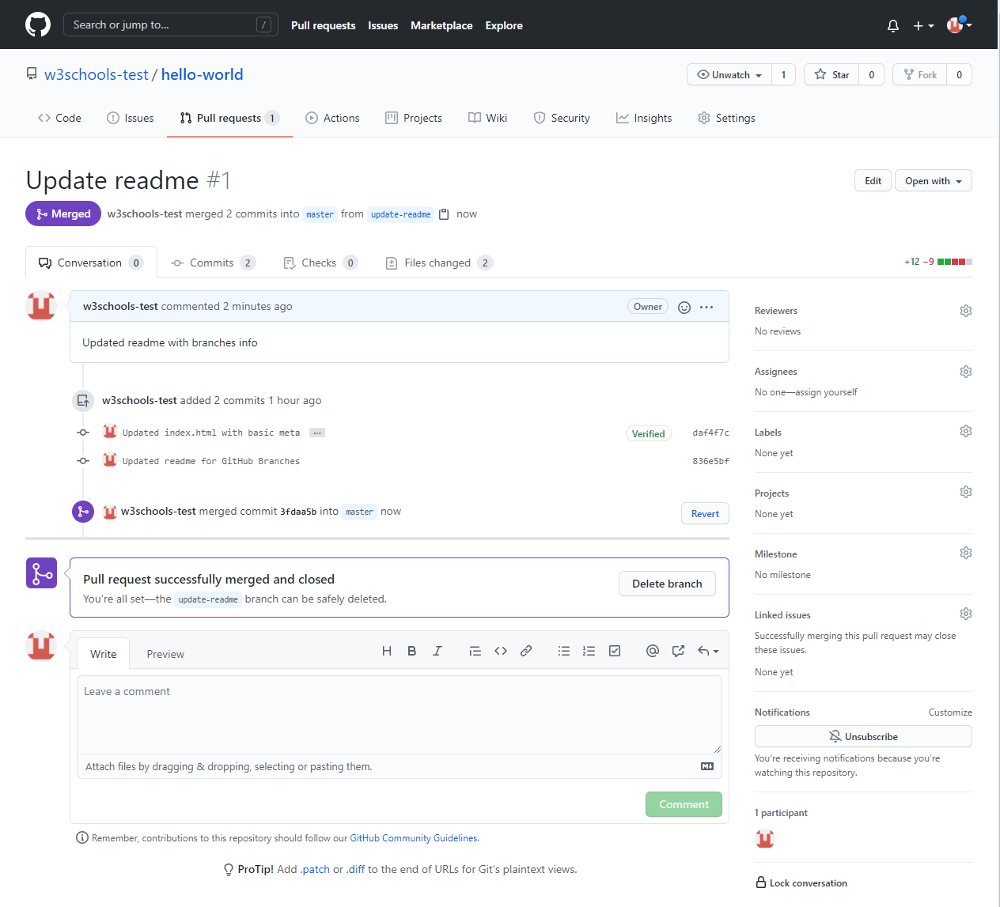 Search or jump to... /
Pull requests Issues Marketplace Explore
w3schools-test / hello-world
Unwatch 1 Star 0 Fork 0
Code Issues Pull requests 1 Actions Projects Wiki Security Insights Settings
Update readme #1
Edit Open with
Merged w3schools-test merged 2 commits into master from update-readme now
Conversation 0 Commits 2 Checks 0 Files changed 2
+12 −9
w3schools-test commented 2 minutes ago
Owner
Updated readme with branches info
w3schools-test added 2 commits 1 hour ago
Updated index.html with basic meta ... Verified daf4f7c
Updated readme for GitHub Branches 836e5bf
w3schools-test merged commit 3fdaa5b into master now
Revert
Pull request successfully merged and closed
You’re all set—the update-readme branch can be safely deleted.
Delete branch
Write Preview
H B I
Leave a comment
Attach files by dragging & dropping, selecting or pasting them.
Comment
Remember, contributions to this repository should follow our GitHub Community Guidelines.
ProTip! Add .patch or .diff to the end of URLs for Git’s plaintext views.
Reviewers
No reviews
Assignees
No one—assign yourself
Labels
None yet
Projects
None yet
Milestone
No milestone
Linked issues
Successfully merging this pull request may close
these issues.
None yet
Notifications Customize
Unsubscribe
You’re receiving notifications because you’re
watching this repository.
1 participant
Lock conversation